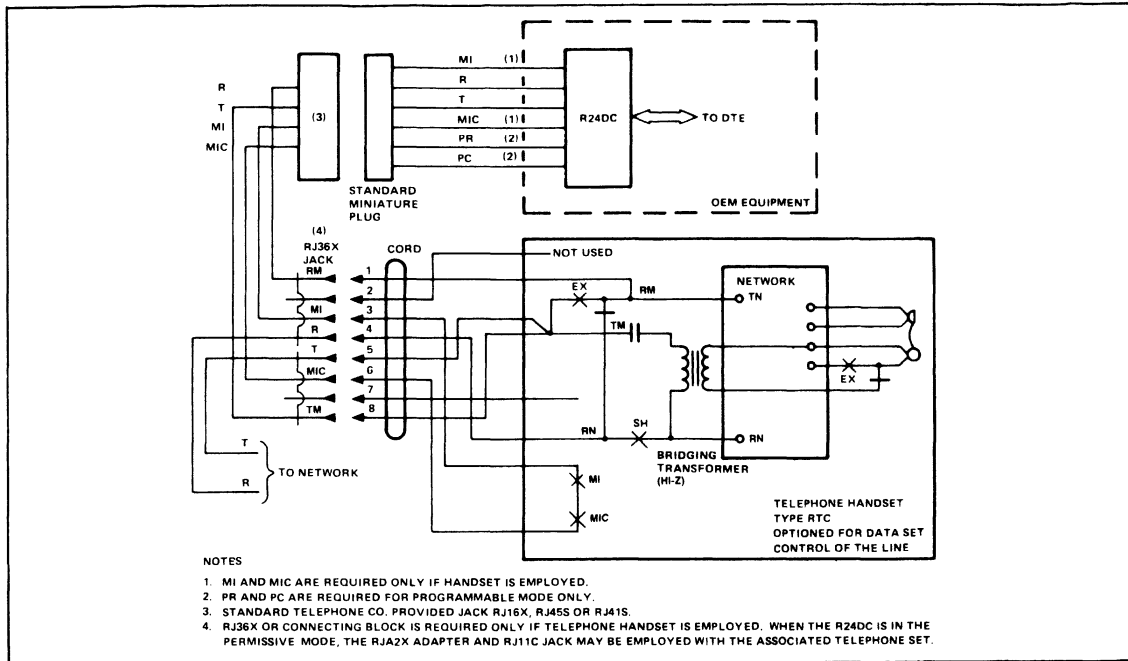 MI (1)
R
T
MIC (1)
PR (2)
PC (2)
R
T
MI
MIC
(3)
R24DC
TO DTE
STANDARD
MINIATURE
PLUG
OEM EQUIPMENT
(4)
RJ36X
JACK
CORD
NOT USED
RM
MI
R
T
MIC
TM
1
2
3
4
5
6
7
8
EX
RM
TM
NETWORK
TN
EX
RN
SH
RN
BRIDGING
TRANSFORMER
(HI-Z)
T
R
TO NETWORK
MI
MIC
TELEPHONE HANDSET
TYPE RTC
OPTIONED FOR DATA SET
CONTROL OF THE LINE
NOTES
1. MI AND MIC ARE REQUIRED ONLY IF HANDSET IS EMPLOYED.
2. PR AND PC ARE REQUIRED FOR PROGRAMMABLE MODE ONLY.
3. STANDARD TELEPHONE CO. PROVIDED JACK RJ16X, RJ45S OR RJ41S.
4. RJ36X OR CONNECTING BLOCK IS REQUIRED ONLY IF TELEPHONE HANDSET IS EMPLOYED. WHEN THE R24DC IS IN THE
PERMISSIVE MODE, THE RJA2X ADAPTER AND RJ11C JACK MAY BE EMPLOYED WITH THE ASSOCIATED TELEPHONE SET.